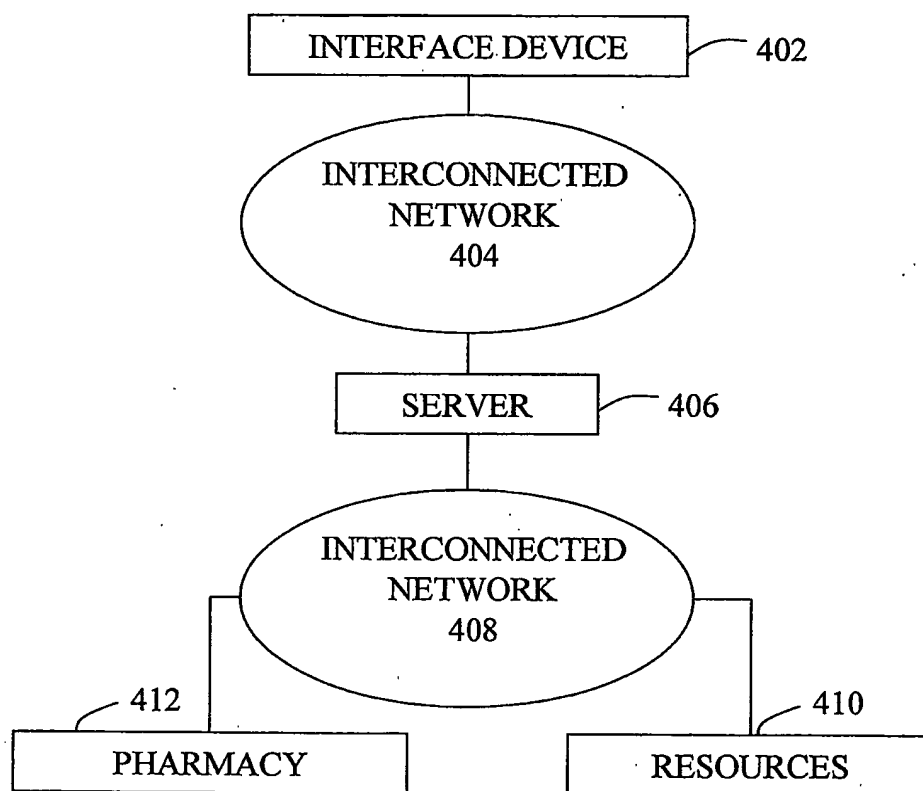 INTERFACE DEVICE
402
INTERCONNECTED
NETWORK
404
SERVER
406
INTERCONNECTED
NETWORK
408
412
410
PHARMACY
RESOURCES